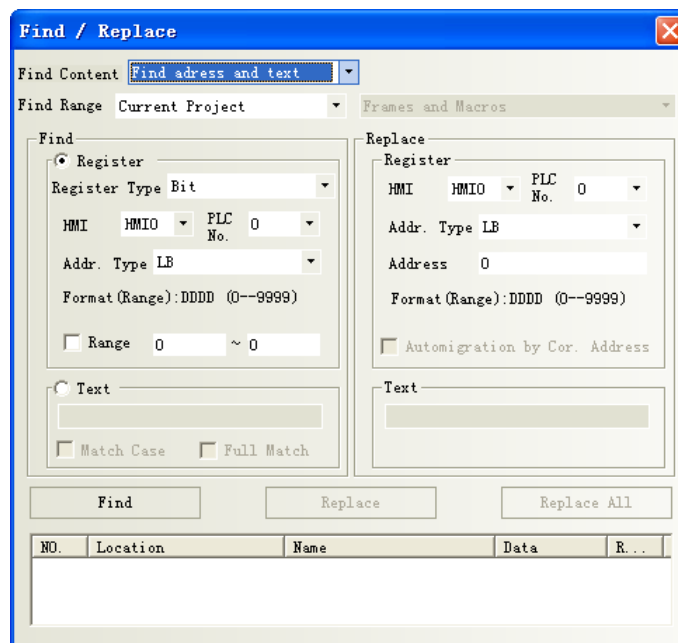 Find / Replace
Find Content Find adress and text
Find Range Current Project Frames and Macros
Find
Register
Register Type Bit
HMI HMI0 PLC No. 0
Addr. Type LB
Format(Range):DDDD (0--9999)
Range 0 ~ 0
Text
Match Case Full Match
Replace
Register
HMI HMI0 PLC No. 0
Addr. Type LB
Address 0
Format(Range):DDDD (0--9999)
Automigration by Cor. Address
Text
Find Replace Replace All
NO. Location Name Data R...